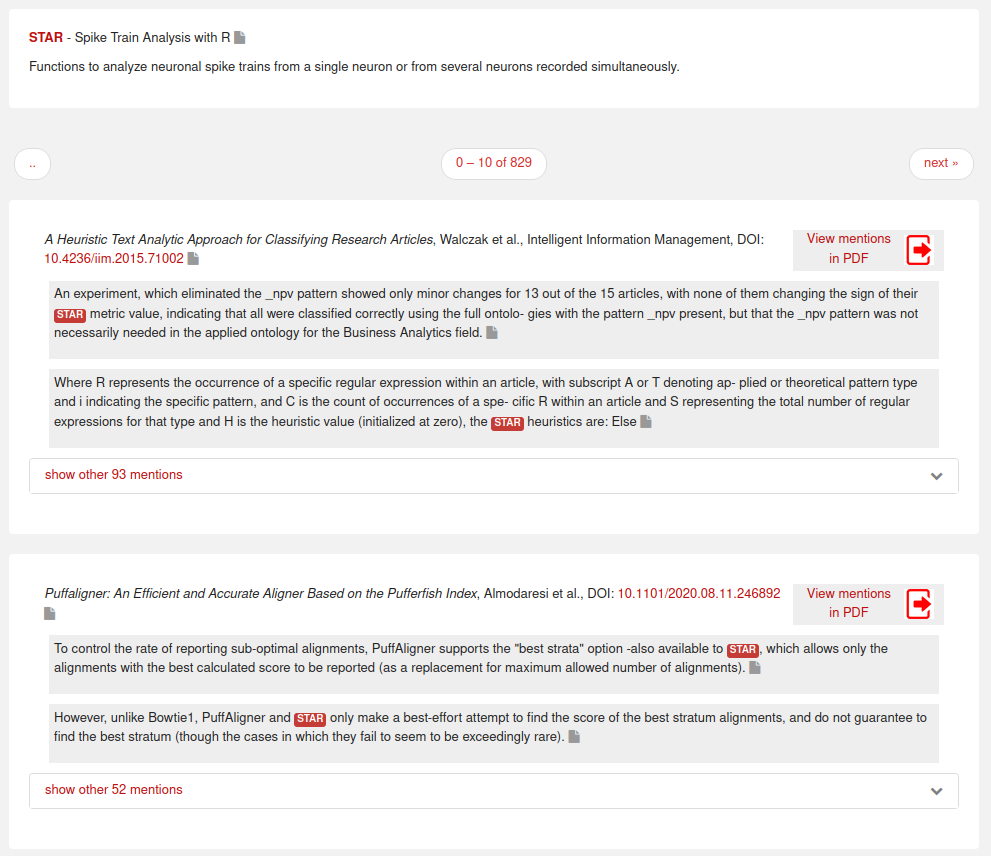 STAR - Spike Train Analysis with R
Functions to analyze neuronal spike trains from a single neuron or from several neurons recorded simultaneously.
..
0 – 10 of 829
next »
A Heuristic Text Analytic Approach for Classifying Research Articles, Walczak et al., Intelligent Information Management, DOI:
10.4236/iim.2015.71002
View mentions
in PDF
An experiment, which eliminated the _npv pattern showed only minor changes for 13 out of the 15 articles, with none of them changing the sign of their
STAR metric value, indicating that all were classified correctly using the full ontolo- gies with the pattern _npv present, but that the _npv pattern was not
necessarily needed in the applied ontology for the Business Analytics field.
Where R represents the occurrence of a specific regular expression within an article, with subscript A or T denoting ap- plied or theoretical pattern type
and i indicating the specific pattern, and C is the count of occurrences of a spe- cific R within an article and S representing the total number of regular
expressions for that type and H is the heuristic value (initialized at zero), the STAR heuristics are: Else
show other 93 mentions
Puffaligner: An Efficient and Accurate Aligner Based on the Pufferfish Index, Almodaresi et al., DOI: 10.1101/2020.08.11.246892
View mentions
in PDF
To control the rate of reporting sub-optimal alignments, PuffAligner supports the "best strata" option -also available to STAR, which allows only the
alignments with the best calculated score to be reported (as a replacement for maximum allowed number of alignments).
However, unlike Bowtie1, PuffAligner and STAR only make a best-effort attempt to find the score of the best stratum alignments, and do not guarantee to
find the best stratum (though the cases in which they fail to seem to be exceedingly rare).
show other 52 mentions